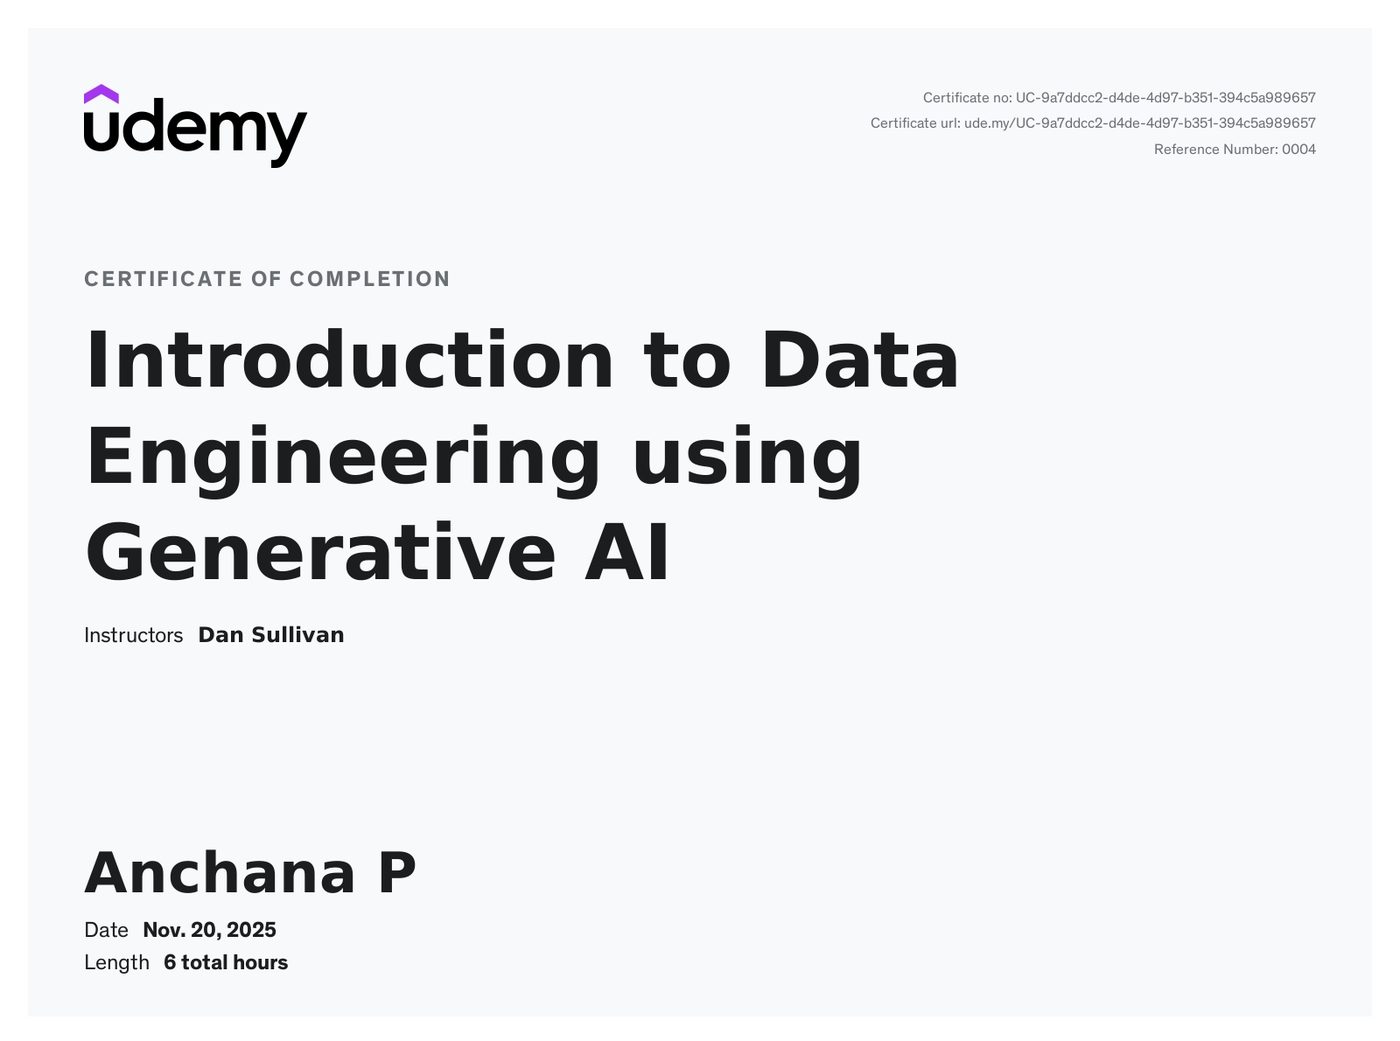 udemy
Certificate no: UC-9a7ddcc2-d4de-4d97-b351-394c5a989657
Certificate url: ude.my/UC-9a7ddcc2-d4de-4d97-b351-394c5a989657
Reference Number: 0004
CERTIFICATE OF COMPLETION
Introduction to Data
Engineering using
Generative AI
Instructors Dan Sullivan
Anchana P
Date Nov. 20, 2025
Length 6 total hours